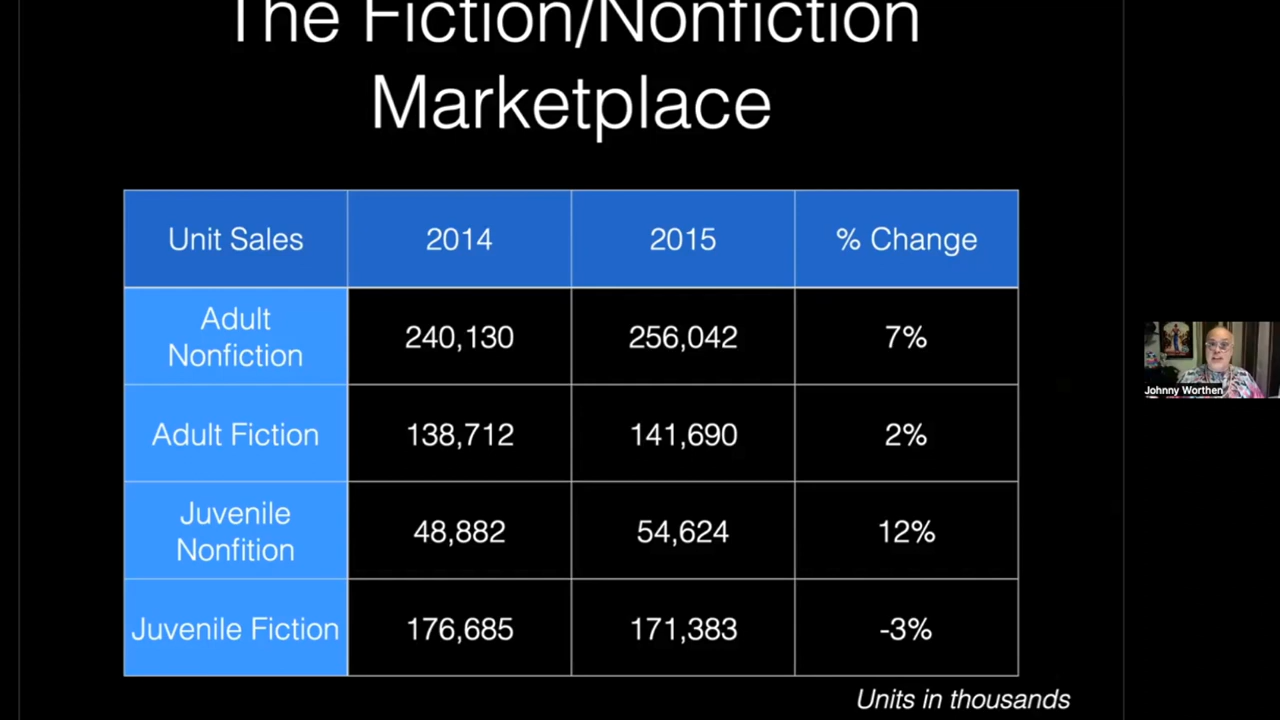 The Fiction/Nonfiction
Marketplace
Unit Sales 2014 2015 % Change
Adult
Nonfiction 240,130 256,042 7%
Adult Fiction 138,712 141,690 2%
Juvenile
Nonfition 48,882 54,624 12%
Juvenile Fiction 176,685 171,383 -3%
Units in thousands
Johnny Worthen